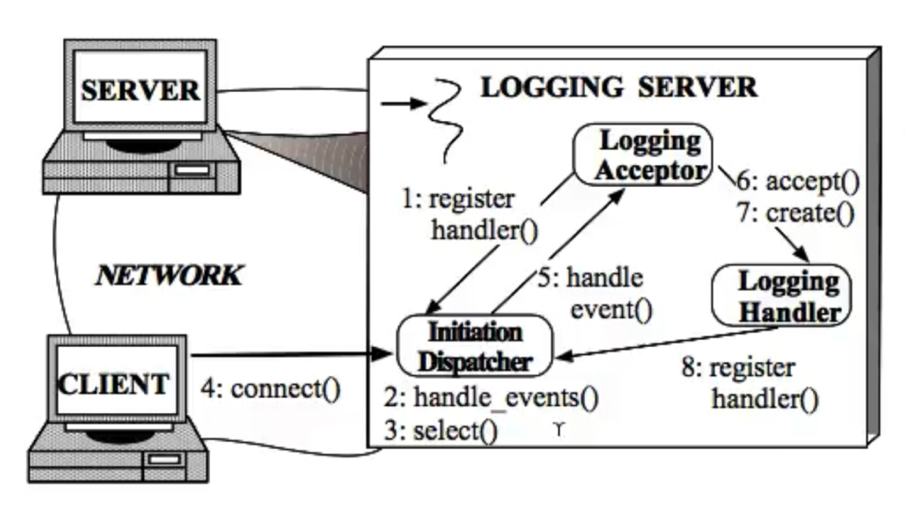 SERVER
LOGGING SERVER
Logging
Acceptor
1: register
handler()
6: accept()
7: create()
NETWORK
5: handle
event()
Logging
Handler
Initiation
Dispatcher
CLIENT
4: connect()
2: handle_events()
3: select()
8: register
handler()